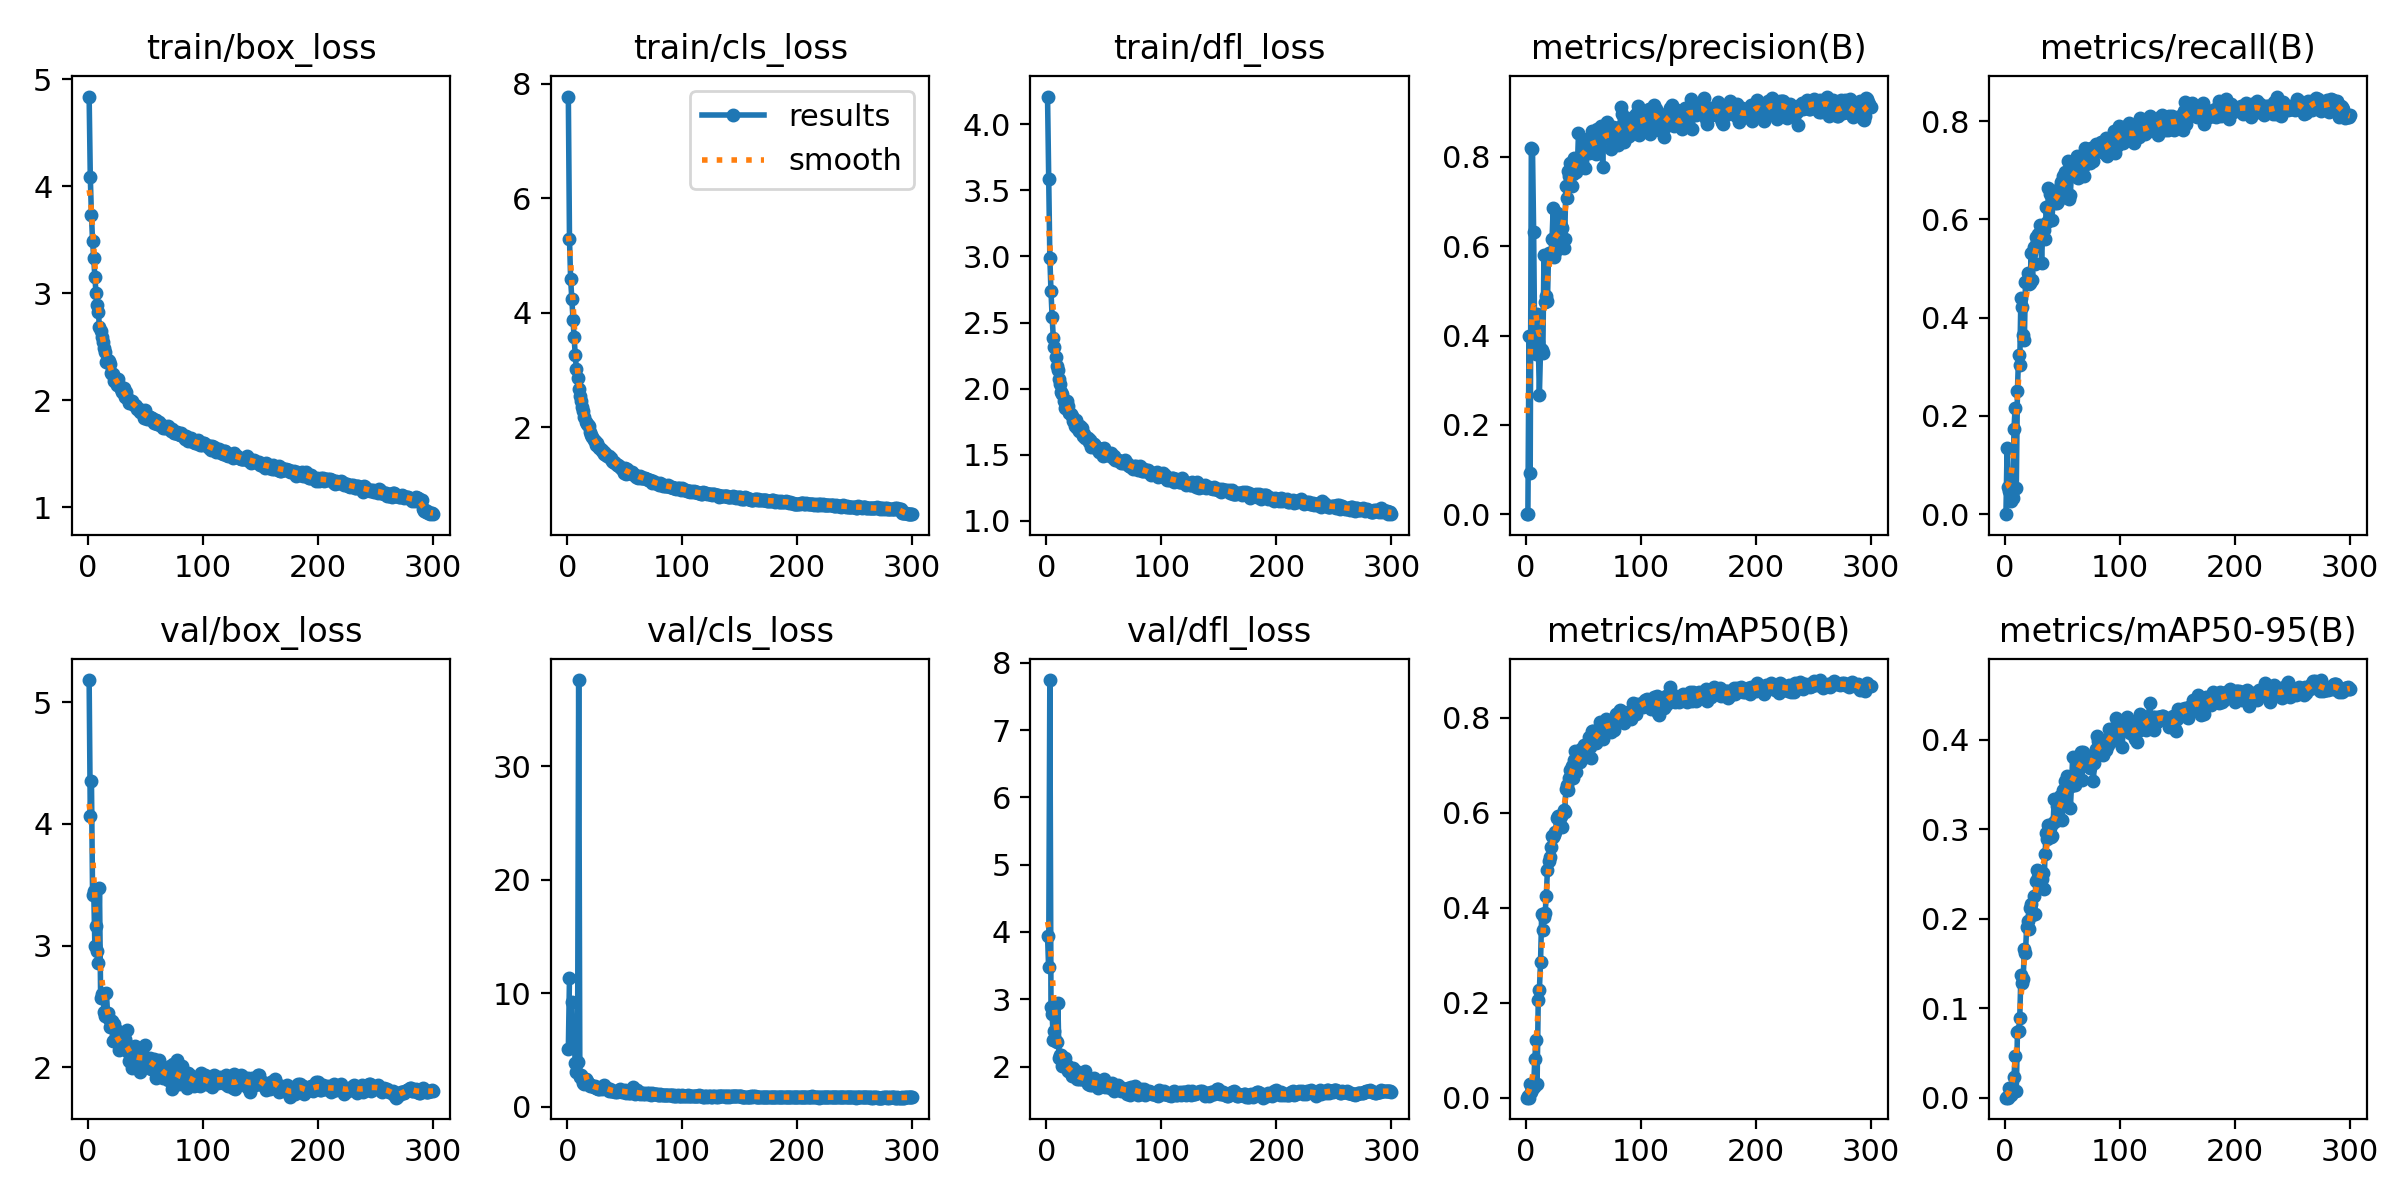 train/box_loss
5
4
3
2
1
0 100 200 300
train/cls_loss
results
smooth
8
6
4
2
0 100 200 300
train/dfl_loss
4.0
3.5
3.0
2.5
2.0
1.5
1.0
0 100 200 300
metrics/precision(B)
0.8
0.6
0.4
0.2
0.0
0 100 200 300
metrics/recall(B)
0.8
0.6
0.4
0.2
0.0
0 100 200 300
val/box_loss
5
4
3
2
0 100 200 300
val/cls_loss
30
20
10
0
0 100 200 300
val/dfl_loss
8
7
6
5
4
3
2
0 100 200 300
metrics/mAP50(B)
0.8
0.6
0.4
0.2
0.0
0 100 200 300
metrics/mAP50-95(B)
0.4
0.3
0.2
0.1
0.0
0 100 200 300